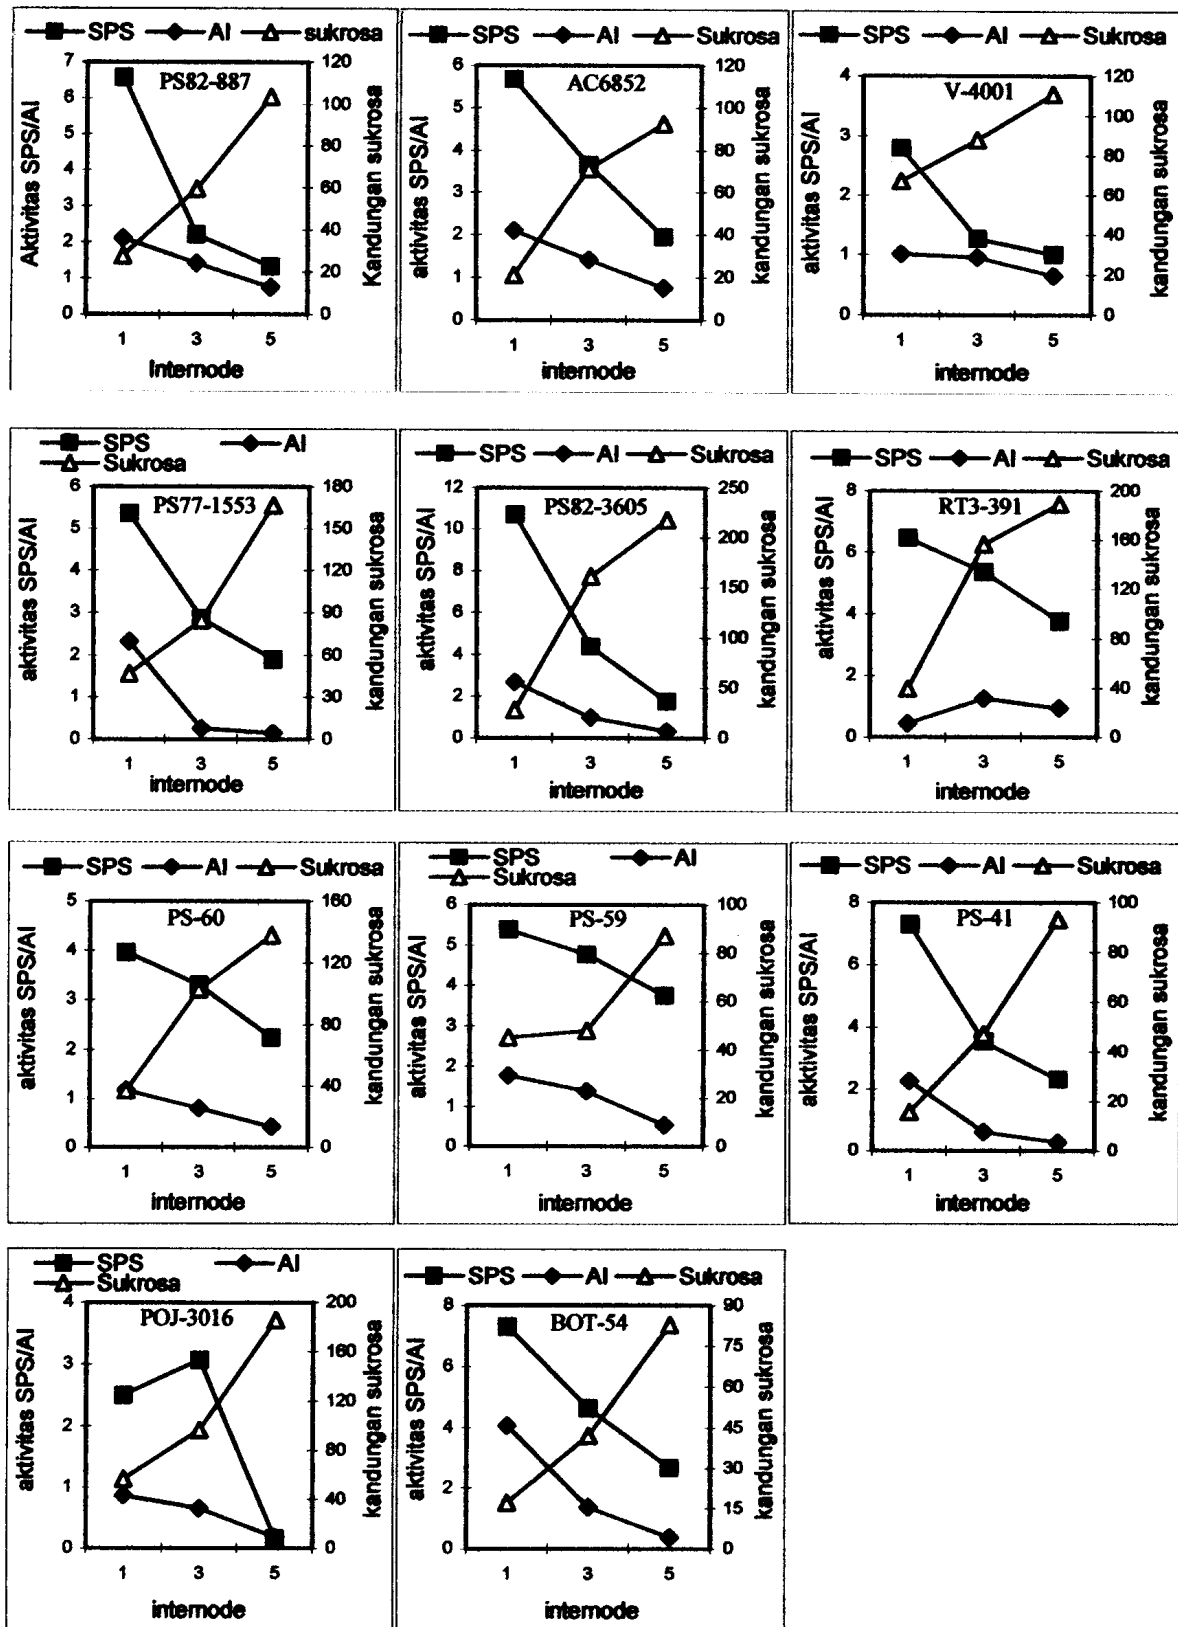 SPS AI sukrosa
PS82-887
Aktivitas SPS/AI
7
6
5
4
3
2
1
0
120
100
80
60
40
20
0
Kandungan sukrosa
1 3 5
Internode
SPS AI Sukrosa
AC6852
aktivitas SPS/AI
6
5
4
3
2
1
0
120
100
80
60
40
20
0
kandungan sukrosa
1 3 5
internode
SPS AI Sukrosa
V-4001
aktivitas SPS/AI
4
3
2
1
0
120
100
80
60
40
20
0
kandungan sukrosa
1 3 5
internode
SPS AI
Sukrosa
PS77-1553
aktivitas SPS/AI
6
5
4
3
2
1
0
180
150
120
90
60
30
0
kandungan sukrosa
1 3 5
internode
SPS AI Sukrosa
PS82-3605
aktivitas SPS/AI
12
10
8
6
4
2
0
250
200
150
100
50
0
kandungan sukrosa
1 3 5
internode
SPS AI Sukrosa
RT3-391
aktivitas SPS/AI
8
6
4
2
0
200
160
120
80
40
0
kandungan sukrosa
1 3 5
internode
SPS AI Sukrosa
PS-60
aktivitas SPS/AI
5
4
3
2
1
0
160
120
80
40
0
kandungan sukrosa
1 3 5
internode
SPS AI
Sukrosa
PS-59
aktivitas SPS/AI
6
5
4
3
2
1
0
100
80
60
40
20
0
kandungan sukrosa
1 3 5
internode
SPS AI Sukrosa
PS-41
akktivitas SPS/AI
8
6
4
2
0
100
80
60
40
20
0
kandungan sukrosa
1 3 5
internode
SPS AI
Sukrosa
POJ-3016
aktivitas SPS/AI
4
3
2
1
0
200
160
120
80
40
0
kandungan sukrosa
1 3 5
internode
SPS AI Sukrosa
BOT-54
aktivitas SPS/AI
8
6
4
2
0
90
75
60
45
30
15
0
kandungan sukrosa
1 3 5
internode